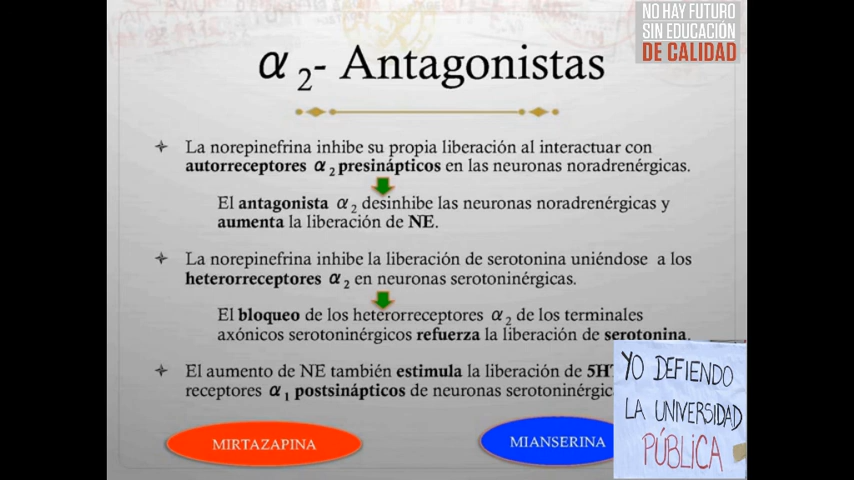 NO HAY FUTURO
SIN EDUCACIÓN
DE CALIDAD
α 2- Antagonistas
La norepinefrina inhibe su propia liberación al interactuar con
autorreceptores α 2 presinápticos en las neuronas noradrenérgicas.
El antagonista α 2 desinhibe las neuronas noradrenérgicas y
aumenta la liberación de NE.
La norepinefrina inhibe la liberación de serotonina uniéndose a los
heterorreceptores α 2 en neuronas serotoninérgicas.
El bloqueo de los heterorreceptores α 2 de los terminales
axónicos serotoninérgicos refuerza la liberación de serotonina.
El aumento de NE también estimula la liberación de 5H
receptores α 1 postsinápticos de neuronas serotoninérgic
MIRTAZAPINA
MIANSERINA
YO DEFIENDO
LA UNIVERSIDAD
PÚBLICA